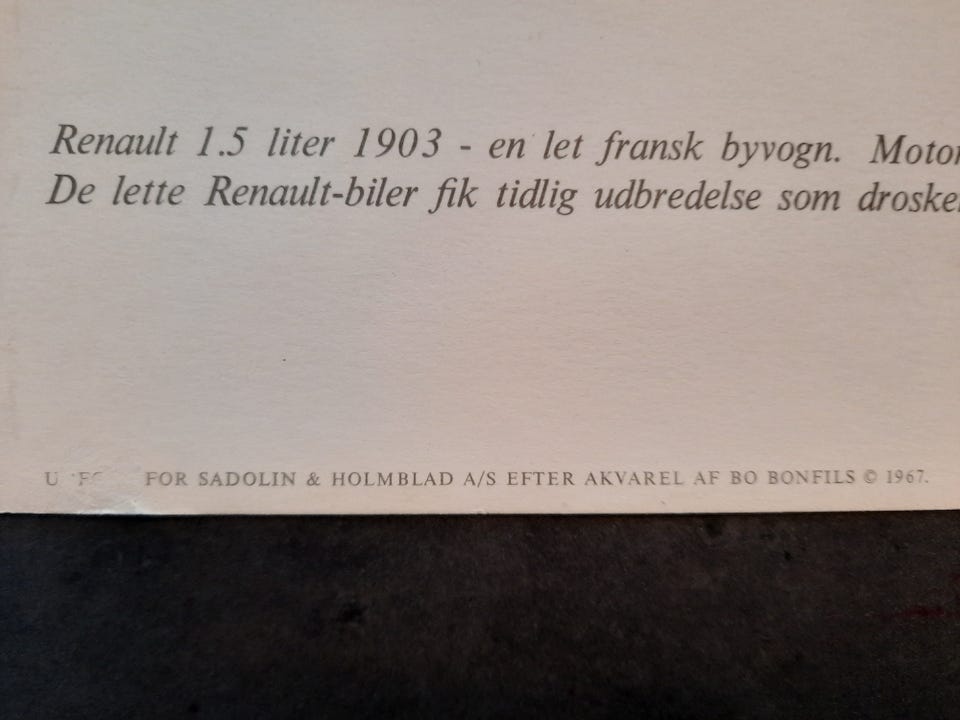 Renault 1.5 liter 1903 - en let fransk byvogn. Motor
De lette Renault-biler fik tidlig udbredelse som
FOR SADOLIN & HOLMBLAD A/S EFTER AKVAREL AF BO BONFILS © 1967.